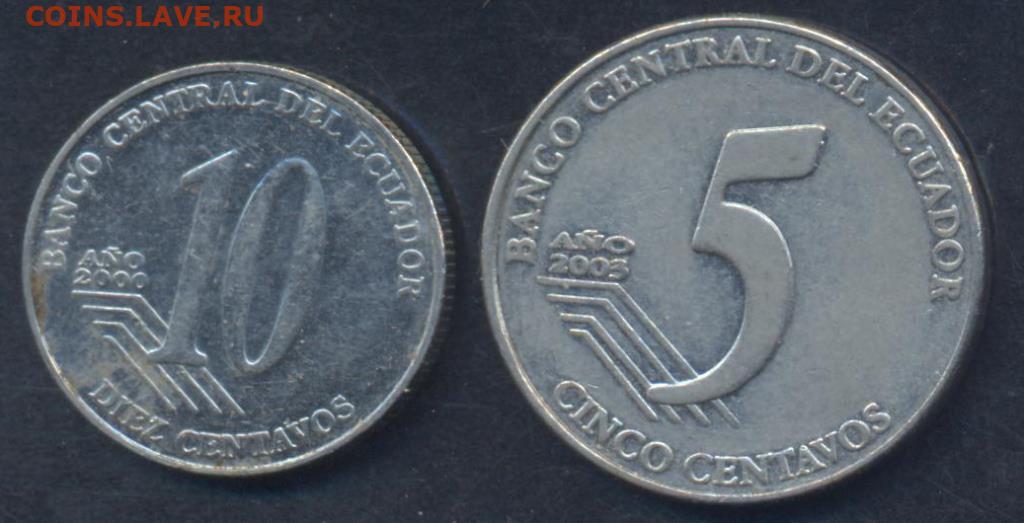 COINS.LAVE.РУ
BANCO CENTRAL DEL ECUADOR
10
AÑO
2000
DIEZ CENTAVOS
BANCO CENTRAL DEL ECUADOR
5
AÑO
2003
CINCO CENTAVOS